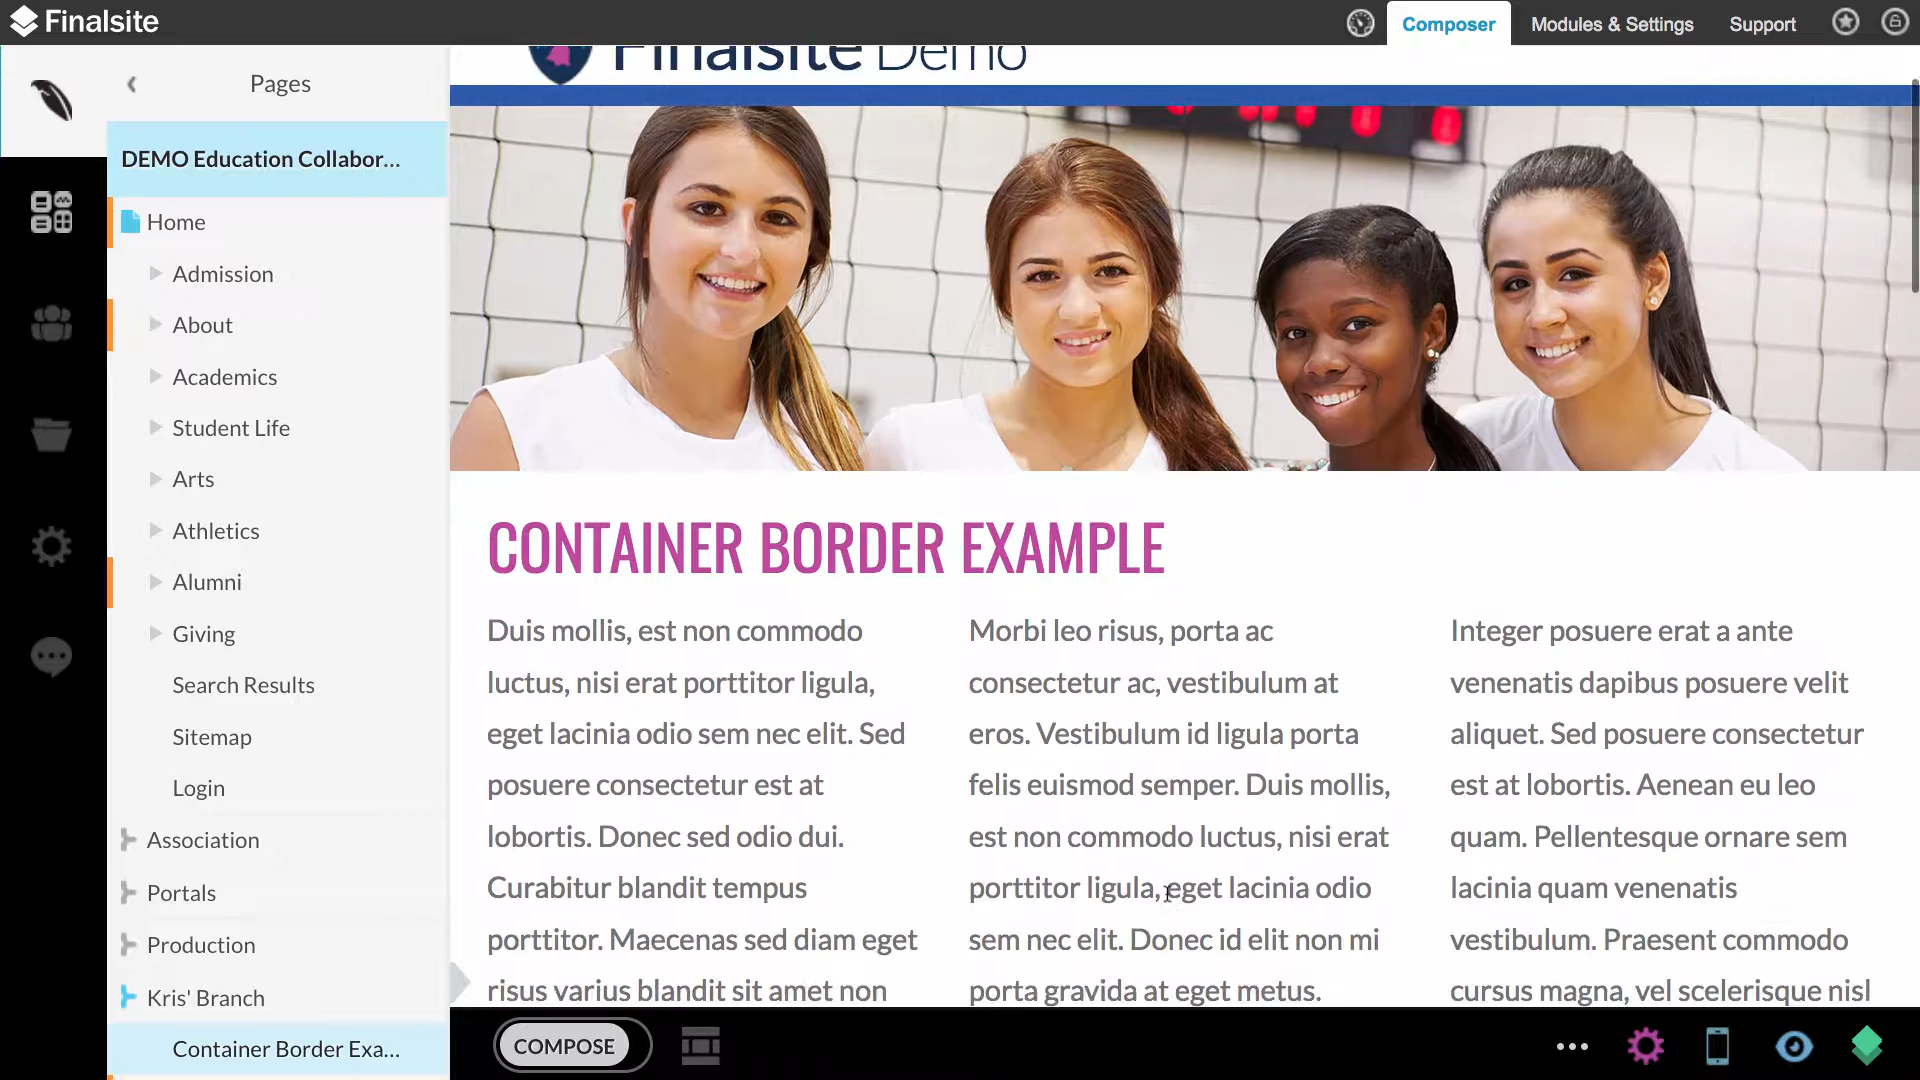 Finalsite
Composer
Modules & Settings
Support
Pages
DEMO Education Collabor...
Home
Admission
About
Academics
Student Life
Arts
Athletics
Alumni
Giving
Search Results
Sitemap
Login
Association
Portals
Production
Kris' Branch
Container Border Exa...
Finalsite Demo
CONTAINER BORDER EXAMPLE
Duis mollis, est non commodo
luctus, nisi erat porttitor ligula,
eget lacinia odio sem nec elit. Sed
posuere consectetur est at
lobortis. Donec sed odio dui.
Curabitur blandit tempus
porttitor. Maecenas sed diam eget
risus varius blandit sit amet non
Morbi leo risus, porta ac
consectetur ac, vestibulum at
eros. Vestibulum id ligula porta
felis euismod semper. Duis mollis,
est non commodo luctus, nisi erat
porttitor ligula, eget lacinia odio
sem nec elit. Donec id elit non mi
porta gravida at eget metus.
Integer posuere erat a ante
venenatis dapibus posuere velit
aliquet. Sed posuere consectetur
est at lobortis. Aenean eu leo
quam. Pellentesque ornare sem
lacinia quam venenatis
vestibulum. Praesent commodo
cursus magna, vel scelerisque nisl
COMPOSE